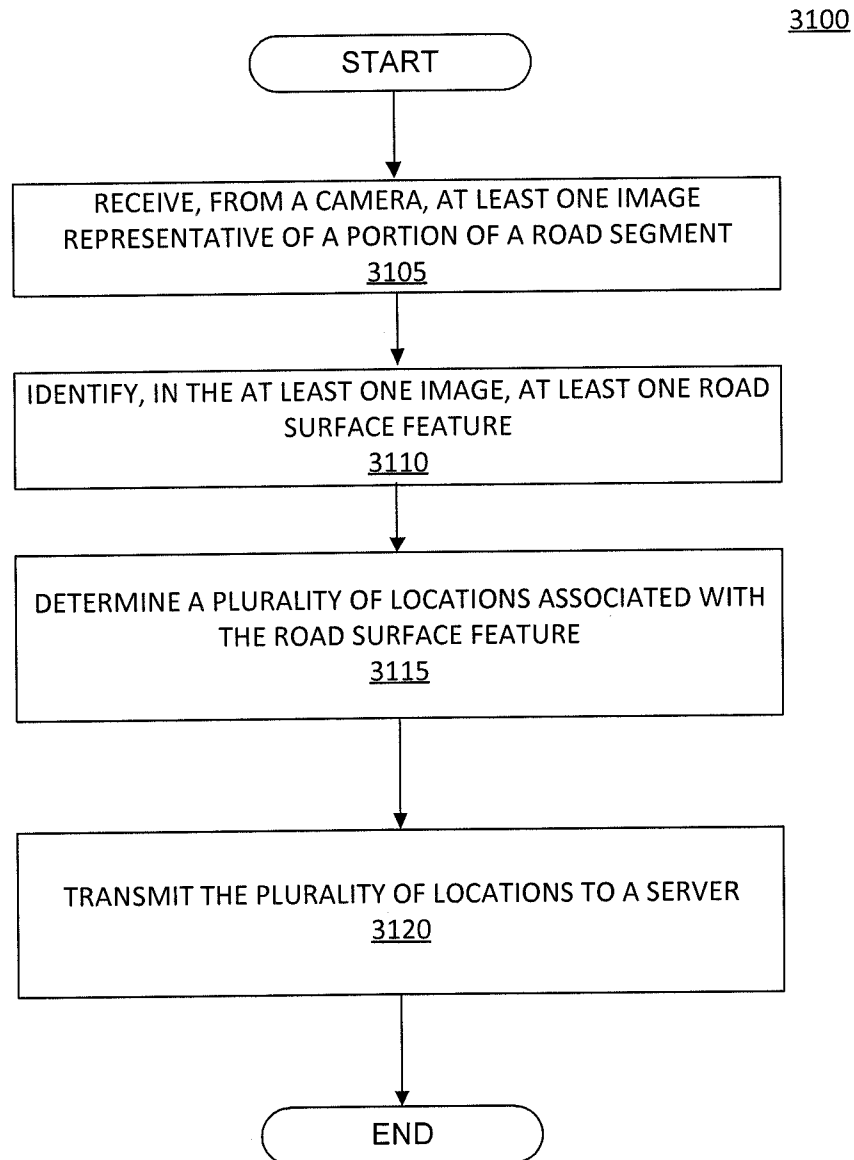 3100
START
RECEIVE, FROM A CAMERA, AT LEAST ONE IMAGE
REPRESENTATIVE OF A PORTION OF A ROAD SEGMENT
3105
IDENTIFY, IN THE AT LEAST ONE IMAGE, AT LEAST ONE ROAD
SURFACE FEATURE
3110
DETERMINE A PLURALITY OF LOCATIONS ASSOCIATED WITH
THE ROAD SURFACE FEATURE
3115
TRANSMIT THE PLURALITY OF LOCATIONS TO A SERVER
3120
END